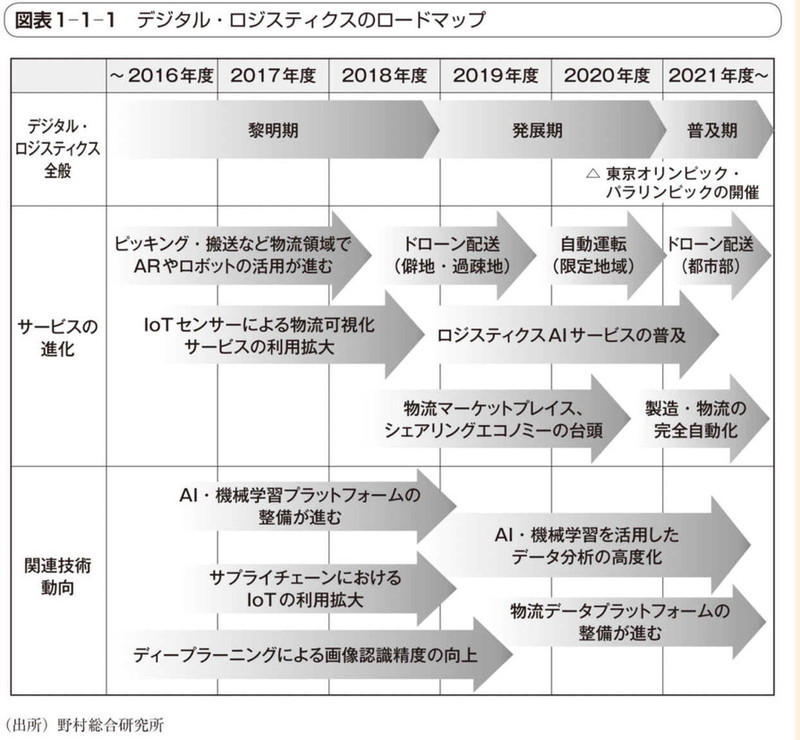 図表1-1-1 デジタル・ロジスティクスのロードマップ
～2016年度 2017年度 2018年度 2019年度 2020年度 2021年度～
デジタル・
ロジスティクス
全般
黎明期 発展期 普及期
△ 東京オリンピック・
パラリンピックの開催
サービスの
進化
ピッキング・搬送など物流領域で
ARやロボットの活用が進む
ドローン配送
（僻地・過疎地）
自動運転
（限定地域）
ドローン配送
（都市部）
IoTセンサーによる物流可視化
サービスの利用拡大
ロジスティクスAIサービスの普及
物流マーケットプレイス、
シェアリングエコノミーの台頭
製造・物流の
完全自動化
関連技術
動向
AI・機械学習プラットフォームの
整備が進む
AI・機械学習を活用した
データ分析の高度化
サプライチェーンにおける
IoTの利用拡大
物流データプラットフォームの
整備が進む
ディープラーニングによる画像認識精度の向上
（出所）野村総合研究所